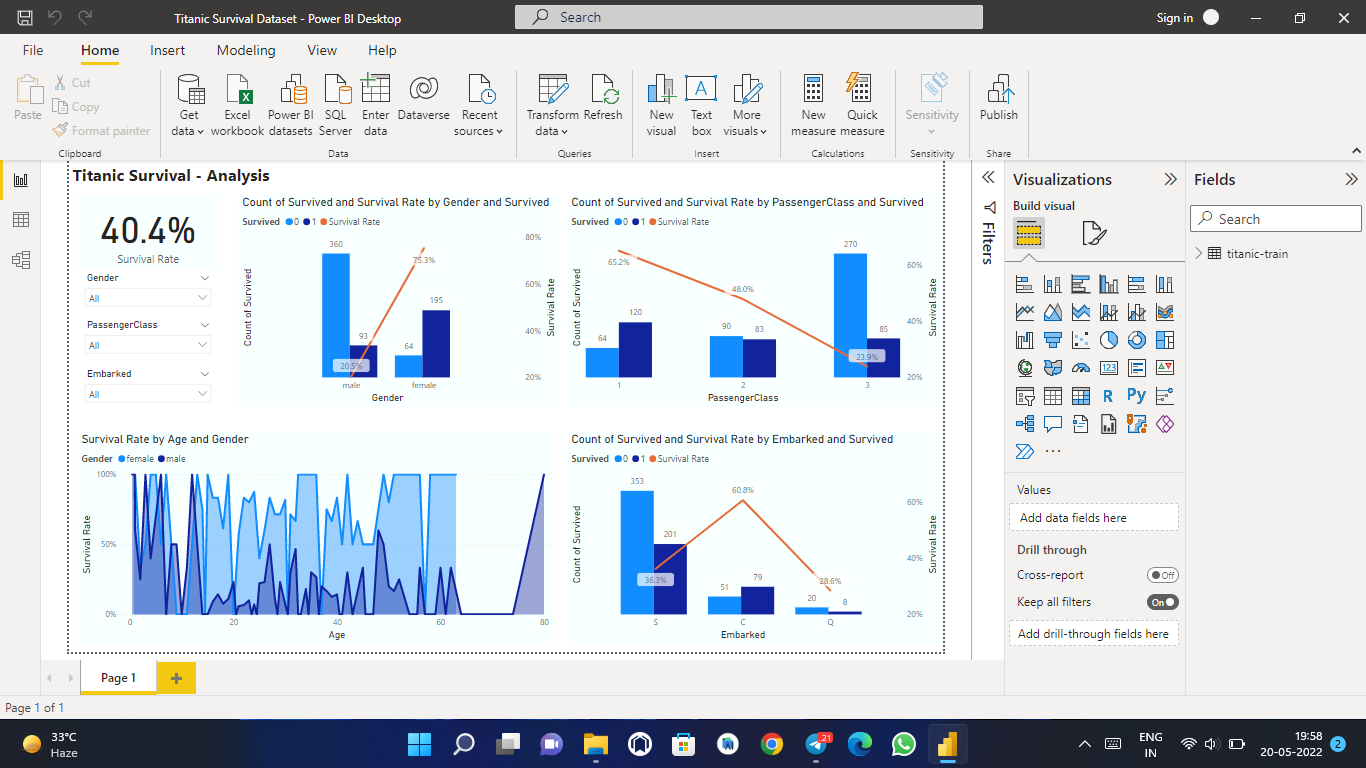 Titanic Survival Dataset - Power BI Desktop
Search
Sign in
File Home Insert Modeling View Help
Paste
Cut
Copy
Format painter
Get data
Excel workbook
Power BI datasets
SQL Server
Enter data
Dataverse
Recent sources
Transform data
Refresh
New visual
Text box
More visuals
New measure
Quick measure
Sensitivity
Publish
Clipboard Data Queries Insert Calculations Sensitivity Share
Titanic Survival - Analysis
40.4%
Survival Rate
Gender
All
PassengerClass
All
Embarked
All
Count of Survived and Survival Rate by Gender and Survived
Survived 0 1 Survival Rate
Count of Survived
360
93
20.5%
64
195
75.3%
80%
60%
40%
20%
Survival Rate
male female
Gender
Count of Survived and Survival Rate by PassengerClass and Survived
Survived 0 1 Survival Rate
Count of Survived
65.2%
64
120
48.0%
90
83
270
85
23.9%
60%
40%
20%
Survival Rate
1 2 3
PassengerClass
Survival Rate by Age and Gender
Gender female male
Survival Rate
100%
50%
0%
0 20 40 60 80
Age
Count of Survived and Survival Rate by Embarked and Survived
Survived 0 1 Survival Rate
Count of Survived
353
201
36.3%
60.8%
51
79
28.6%
20
8
60%
40%
20%
Survival Rate
S C Q
Embarked
Filters
Visualizations
Build visual
123
R
Py
Values
Add data fields here
Drill through
Cross-report
Off
Keep all filters
On
Add drill-through fields here
Fields
Search
titanic-train
Page 1
Page 1 of 1
33°C
Haze
21
ENG
IN
19:58
20-05-2022
2